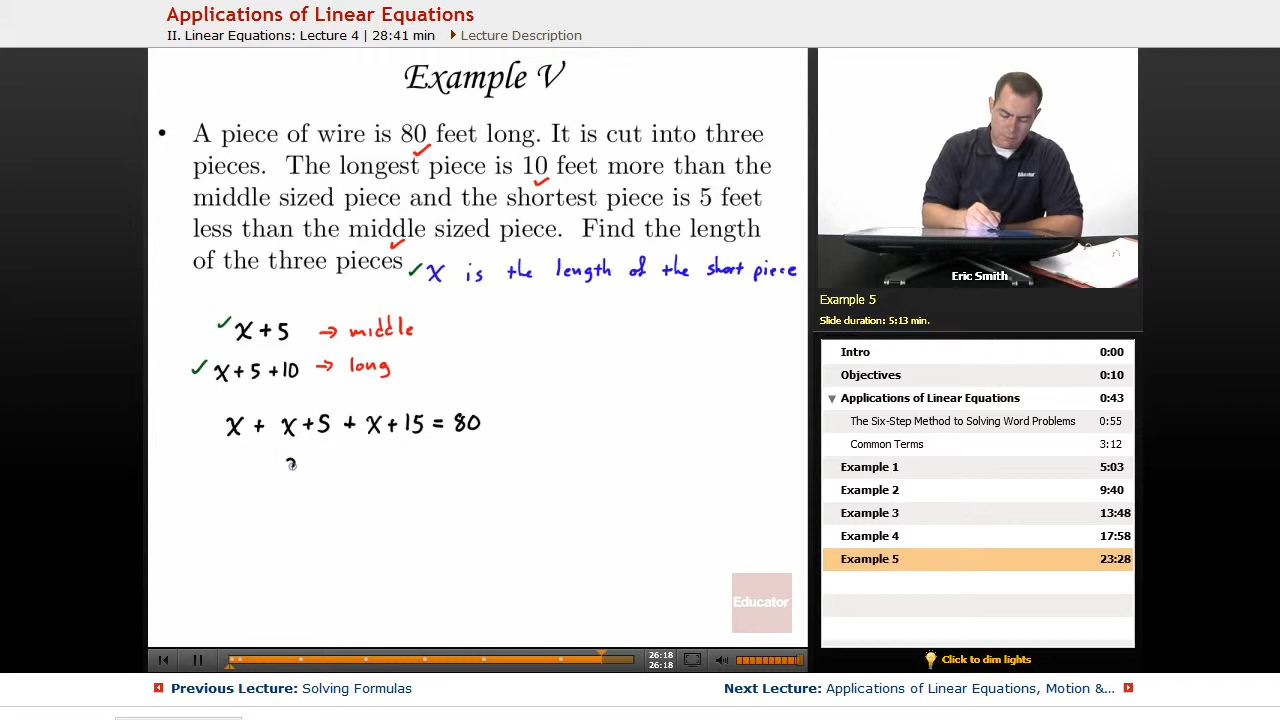 Applications of Linear Equations
II. Linear Equations: Lecture 4 | 28:41 min Lecture Description
Example V
• A piece of wire is 80 feet long. It is cut into three
pieces. The longest piece is 10 feet more than the
middle sized piece and the shortest piece is 5 feet
less than the middle sized piece. Find the length
of the three pieces
✓ x is the length of the short piece
✓ x + 5 → middle
✓ x + 5 + 10 → long
x + x + 5 + x + 15 = 80
Educator
Eric Smith
Example 5
Slide duration: 5:13 min.
Intro 0:00
Objectives 0:10
Applications of Linear Equations 0:43
The Six-Step Method to Solving Word Problems 0:55
Common Terms 3:12
Example 1 5:03
Example 2 9:40
Example 3 13:48
Example 4 17:58
Example 5 23:28
26:18
26:18
Click to dim lights
Previous Lecture: Solving Formulas
Next Lecture: Applications of Linear Equations, Motion &...